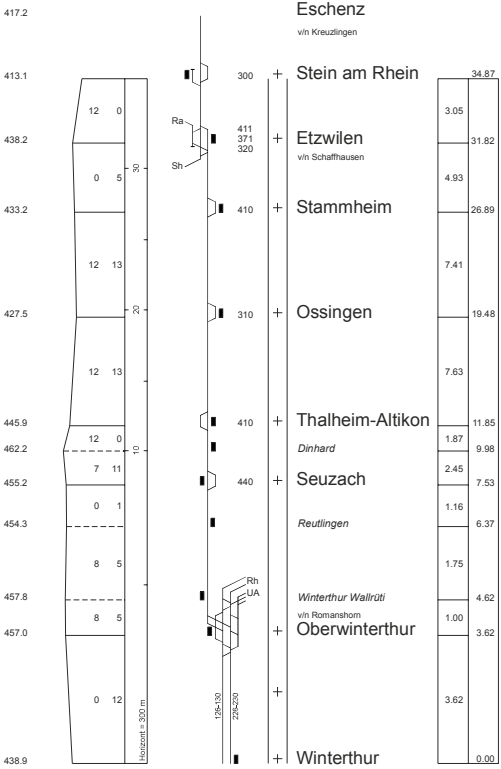 417.2 Eschenz
v/n Kreuzlingen
413.1 300 + Stein am Rhein 34.87
12 0 3.05
Ra
411
438.2 371 + Etzwilen 31.82
320
v/n Schaffhausen
Sh
30
0 5 4.93
433.2 410 + Stammheim 26.89
12 13 7.41
20
427.5 310 + Ossingen 19.48
12 13 7.63
445.9 410 + Thalheim-Altikon 11.85
12 0 1.87
462.2 10 Dinhard 9.98
7 11 2.45
455.2 440 + Seuzach 7.53
0 1 1.16
454.3 Reutlingen 6.37
8 5 1.75
Rh
UA
457.8 Winterthur Wallrüti 4.62
v/n Romanshorn
8 5 1.00
457.0 + Oberwinterthur 3.62
0 12 + 3.62
Horizont = 300 m
126-130
226-230
438.9 + Winterthur 0.00